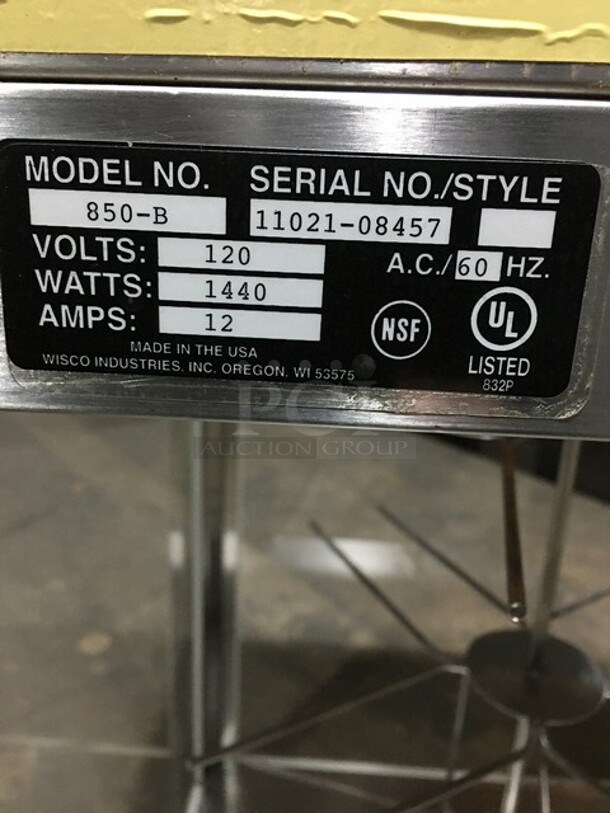 MODEL NO. SERIAL NO./STYLE
850-B 11021-08457
VOLTS: 120 A.C./60 HZ.
WATTS: 1440
AMPS: 12
NSF UL
MADE IN THE USA LISTED
WISCO INDUSTRIES, INC. OREGON, WI 53575 832P
PCI
AUCTION GROUP